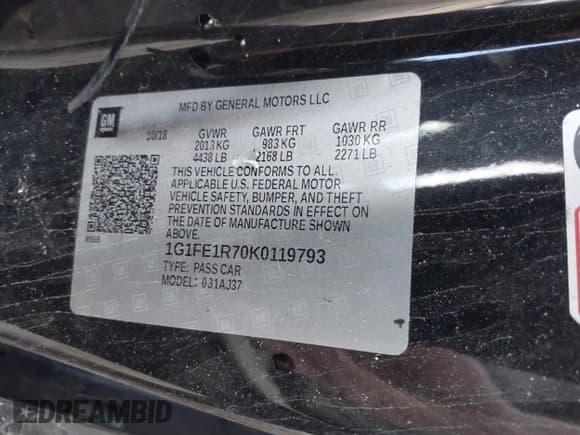 MFD BY GENERAL MOTORS LLC
GM
10/18 GVWR GAWR FRT GAWR RR
2013 KG 983 KG 1030 KG
4438 LB 2168 LB 2271 LB
THIS VEHICLE CONFORMS TO ALL
APPLICABLE U.S. FEDERAL MOTOR
VEHICLE SAFETY, BUMPER, AND THEFT
PREVENTION STANDARDS IN EFFECT ON
THE DATE OF MANUFACTURE SHOWN
ABOVE.
1G1FE1R70K0119793
TYPE: PASS CAR
MODEL: 031AJ37
DREAMBID